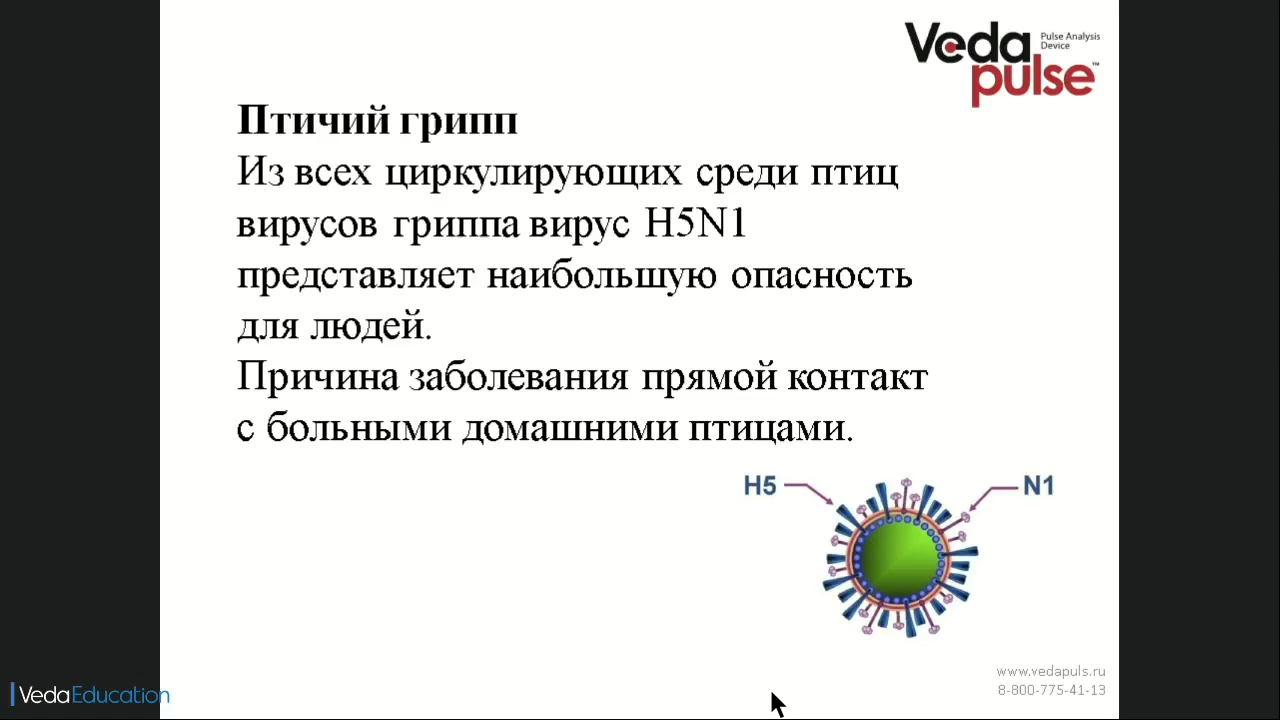 Veda pulse™
Pulse Analysis
Device
Птичий грипп
Из всех циркулирующих среди птиц
вирусов гриппа вирус H5N1
представляет наибольшую опасность
для людей.
Причина заболевания прямой контакт
с больными домашними птицами.
H5
N1
www.vedapuls.ru
8-800-775-41-13
VedaEducation